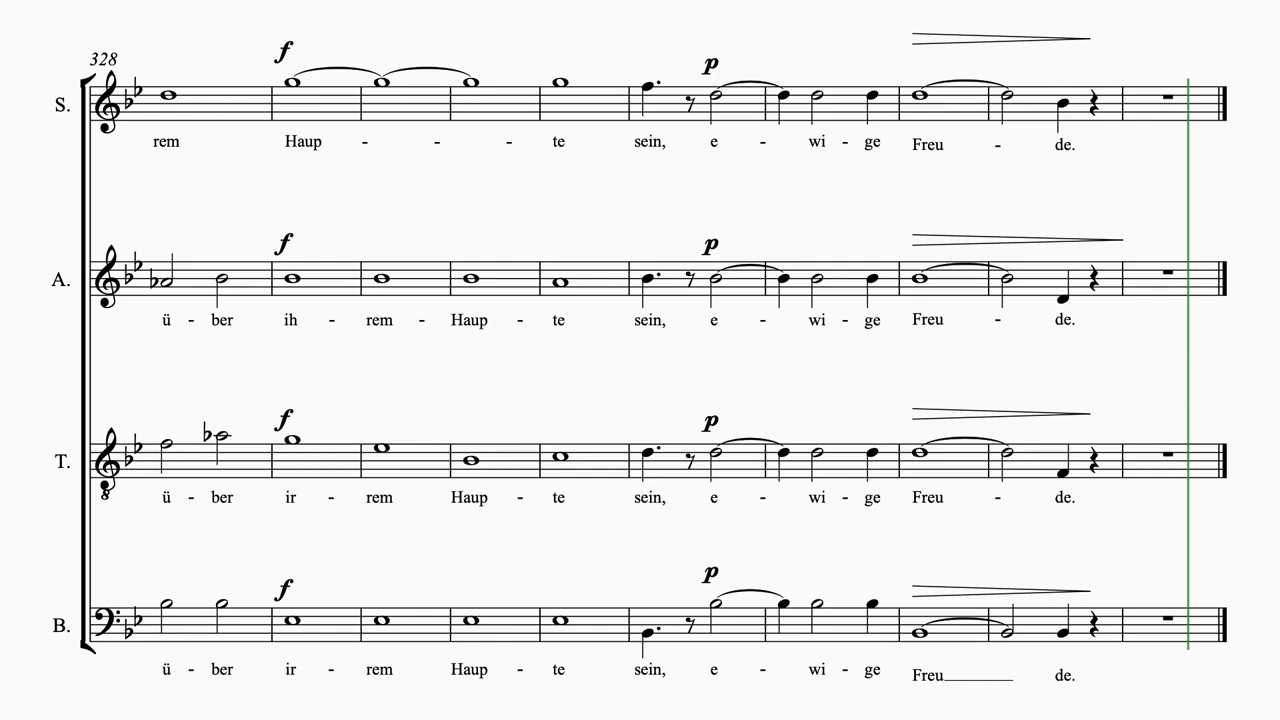 328
f
p
S.
rem Haup - - - te sein, e - wi - ge Freu - de.
f
p
A.
ü - ber ih - rem - Haup - te sein, e - wi - ge Freu - de.
f
p
T.
ü - ber ir - rem Haup - te sein, e - wi - ge Freu - de.
f
p
B.
ü - ber ir - rem Haup - te sein, e - wi - ge Freu____ de.